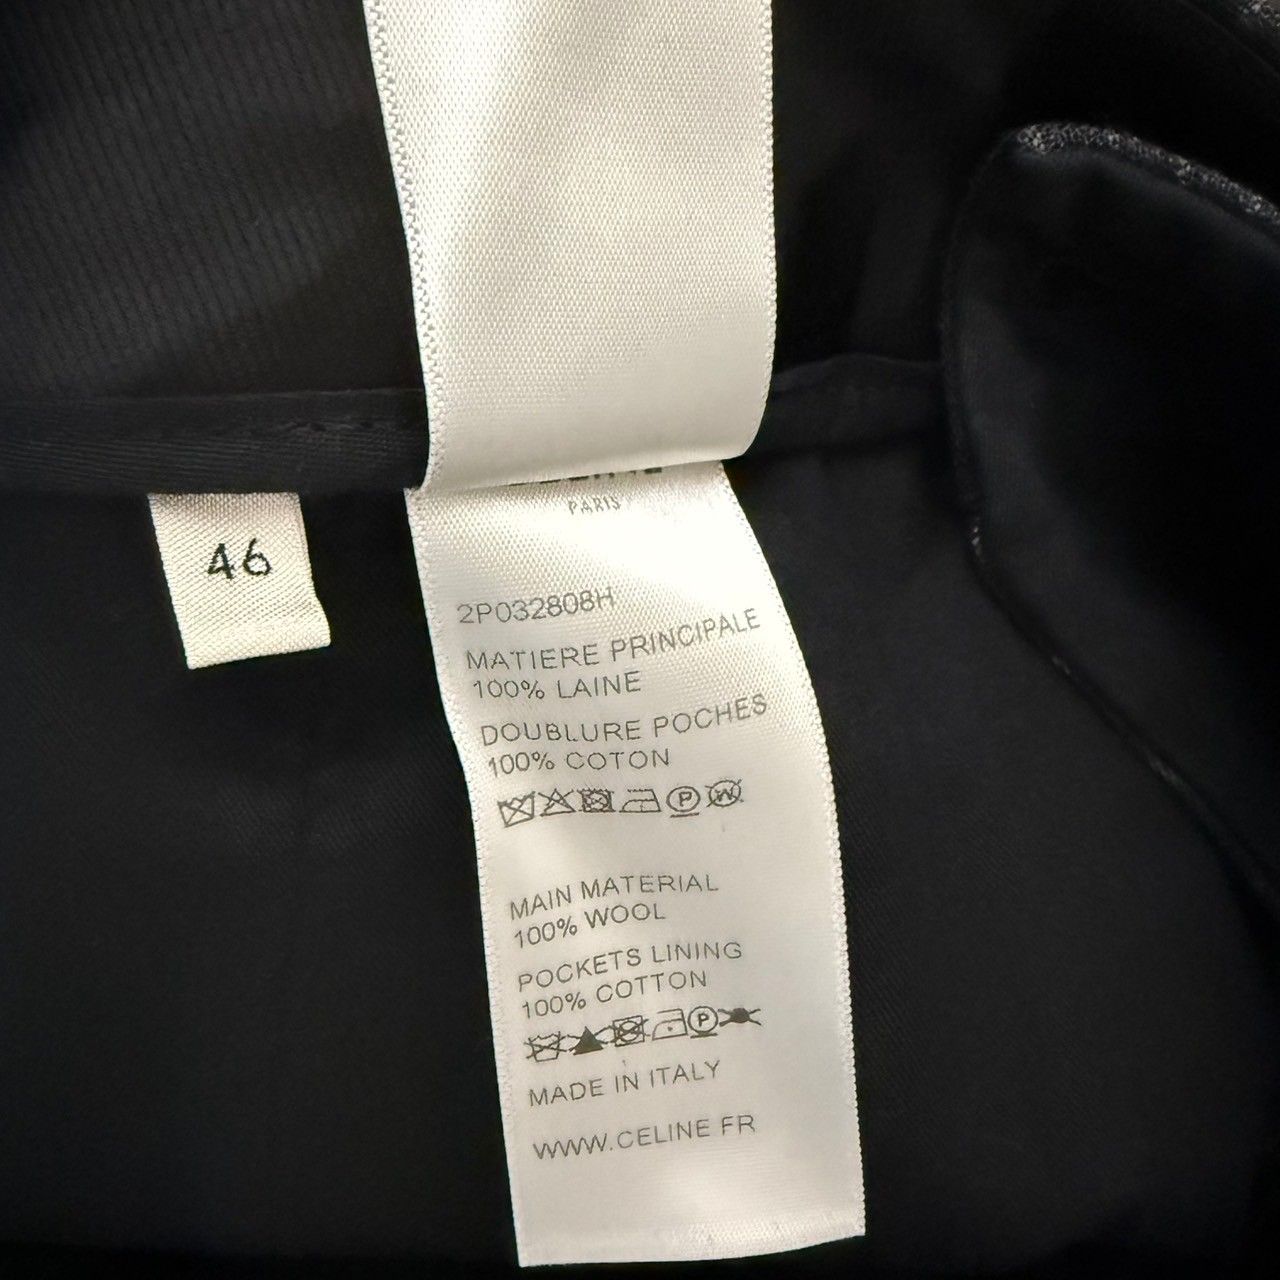 46
PARIS
2P032808H
MATIERE PRINCIPALE
100% LAINE
DOUBLURE POCHES
100% COTON
MAIN MATERIAL
100% WOOL
POCKETS LINING
100% COTTON
MADE IN ITALY
WWW.CELINE FR